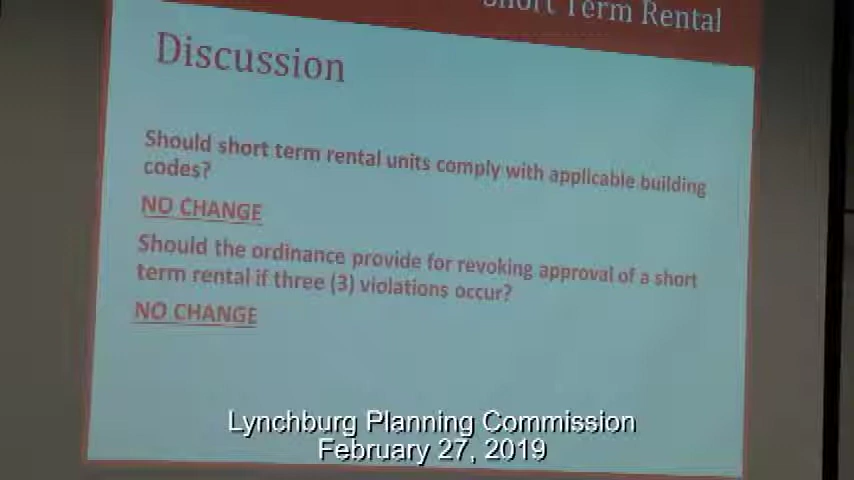 Short Term Rental
Discussion
Should short term rental units comply with applicable building
codes?
NO CHANGE
Should the ordinance provide for revoking approval of a short
term rental if three (3) violations occur?
NO CHANGE
Lynchburg Planning Commission
February 27, 2019